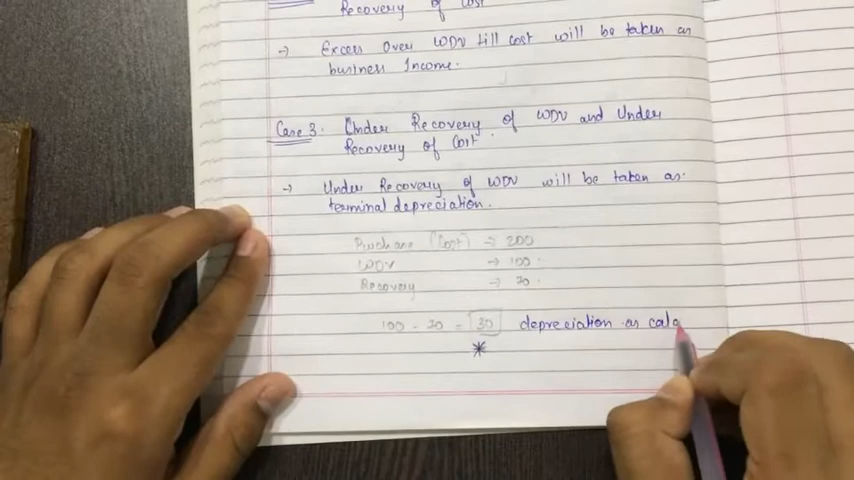 Recovery of Cost
→ Excess Over WDV till cost will be taken as
business Income.
Case 3. Under Recovery of WDV and Under
Recovery of Cost.
→ Under Recovery of WDV will be taken as
terminal depreciation.
Purchase (Cost) → 200
WDV → 100
Recovery → 70
100 - 70 = 30 depreciation as calc
*